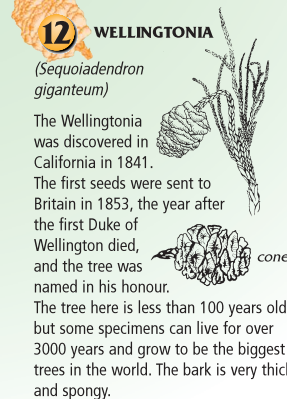 12 WELLINGTONIA
(Sequoiadendron
giganteum)
The Wellingtonia
was discovered in
California in 1841.
The first seeds were sent to
Britain in 1853, the year after
the first Duke of
Wellington died,
and the tree was
named in his honour.
cone
The tree here is less than 100 years old
but some specimens can live for over
3000 years and grow to be the biggest
trees in the world. The bark is very thic
and spongy.